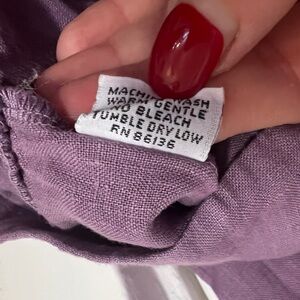 MACHINE WASH
WARM GENTLE
NO BLEACH
TUMBLE DRY LOW
RN 86136